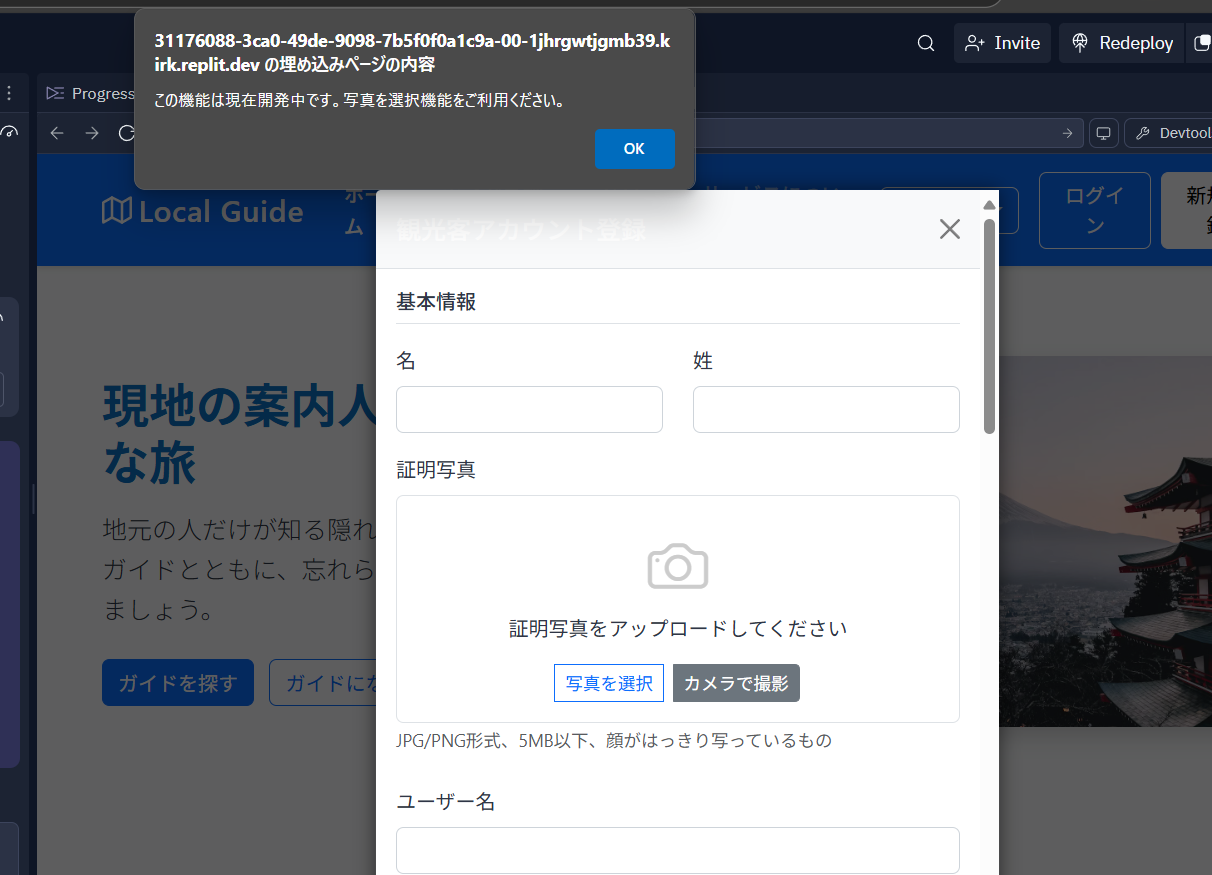 31176088-3ca0-49de-9098-7b5f0f0a1c9a-00-1jhrgwtjgmb39.k
irk.replit.dev の埋め込みページの内容
この機能は現在開発中です。写真を選択機能をご利用ください。
OK
Invite
Redeploy
Progress
Devtool
Local Guide
ホー
ム
ログイ
ン
新規
観光客アカウント登録
基本情報
名
姓
証明写真
証明写真をアップロードしてください
写真を選択
カメラで撮影
JPG/PNG形式、5MB以下、顔がはっきり写っているもの
ユーザー名
現地の案内人
な旅
地元の人だけが知る隠れ
ガイドとともに、忘れら
ましょう。
ガイドを探す
ガイドにな